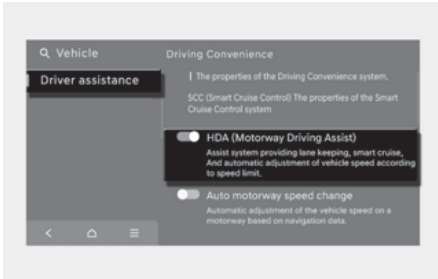 Vehicle
Driver assistance
Driving Convenience
The properties of the Driving Convenience system.
SCC (Smart Cruise Control) The properties of the Smart
Cruise Control system
HDA (Motorway Driving Assist)
Assist system providing lane keeping, smart cruise,
And automatic adjustment of vehicle speed according
to speed limit.
Auto motorway speed change
Automatic adjustment of the vehicle speed on a
motorway based on navigation data.